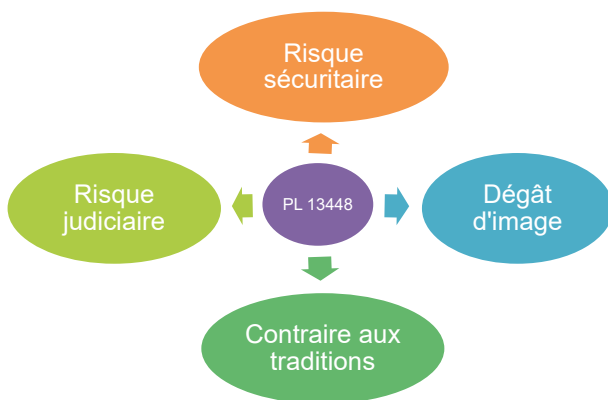 Risque
sécuritaire
Risque
judiciaire
PL 13448
Dégât
d'image
Contraire aux
traditions